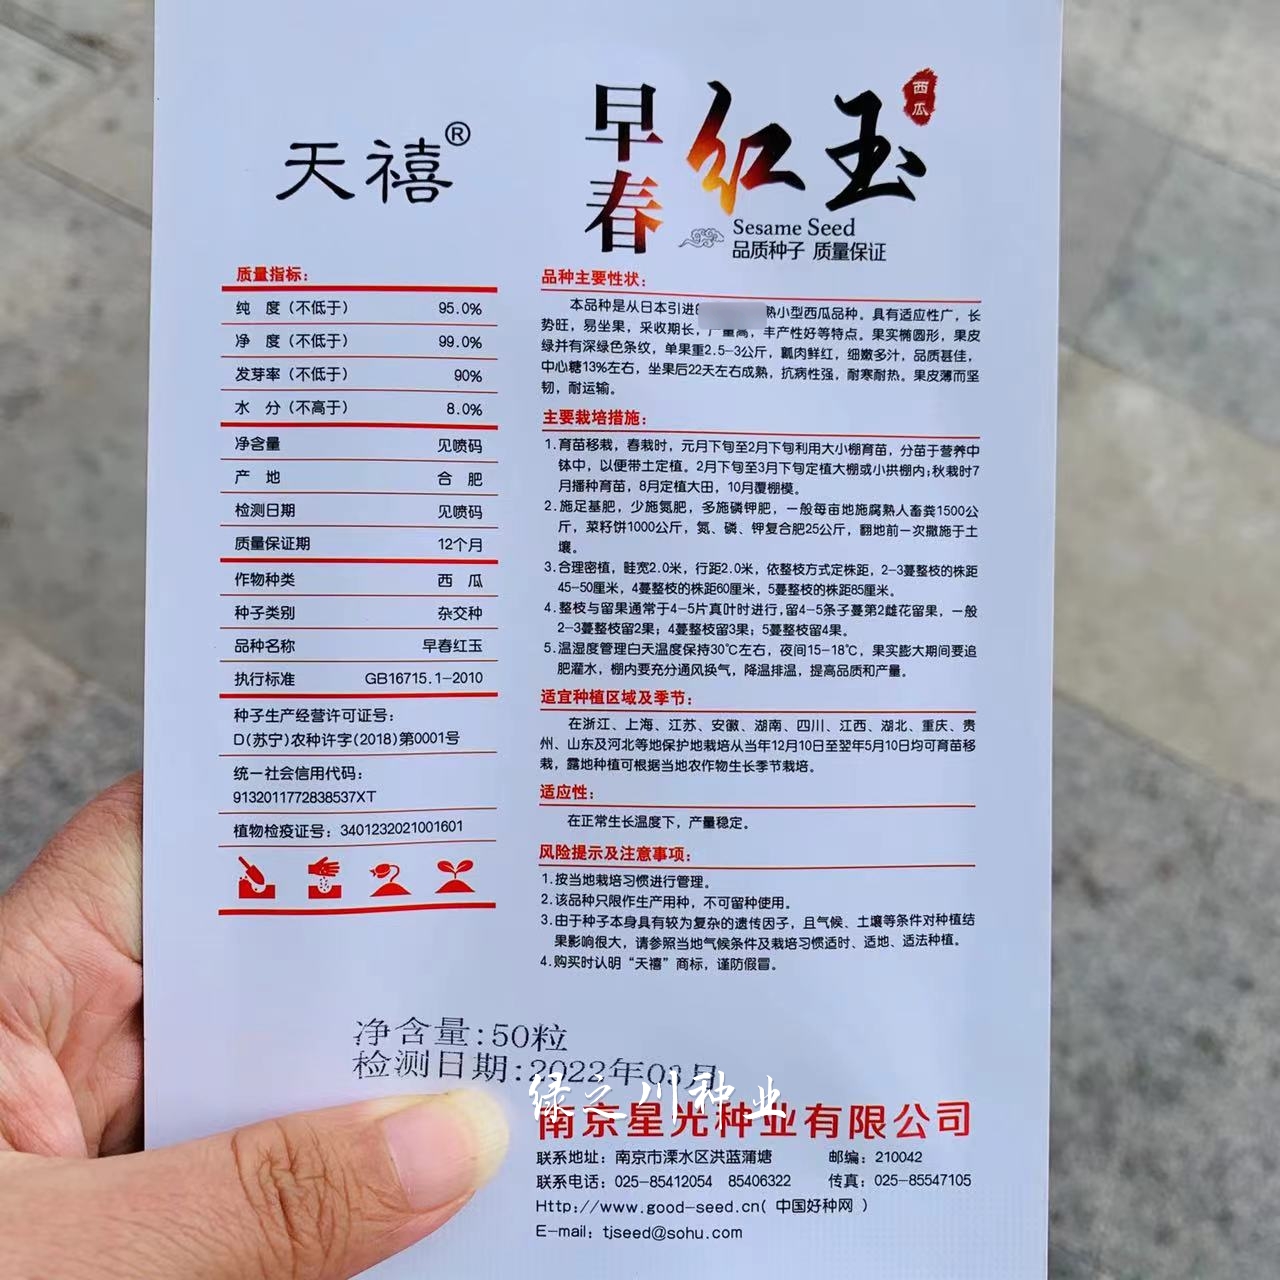 天禧®
早春红玉
西瓜
Sesame Seed
品质种子 质量保证
质量指标：
纯 度（不低于） 95.0%
净 度（不低于） 99.0%
发芽率（不低于） 90%
水 分（不高于） 8.0%
净含量 见喷码
产 地 合 肥
检测日期 见喷码
质量保证期 12个月
作物种类 西 瓜
种子类别 杂交种
品种名称 早春红玉
执行标准 GB16715.1-2010
种子生产经营许可证号：
D(苏宁)农种许字(2018)第0001号
统一社会信用代码：
9132011772838537XT
植物检疫证号：3401232021001601
品种主要性状：
本品种是从日本引进 熟小型西瓜品种。具有适应性广，长
势旺，易坐果，采收期长，产量高，丰产性好等特点。果实椭圆形，果皮
绿并有深绿色条纹，单果重2.5-3公斤，瓤肉鲜红，细嫩多汁，品质甚佳，
中心糖13%左右，坐果后22天左右成熟，抗病性强，耐寒耐热。果皮薄而坚
韧，耐运输。
主要栽培措施：
1.育苗移栽，春栽时，元月下旬至2月下旬利用大小棚育苗，分苗于营养中
钵中，以便带土定植。2月下旬至3月下旬定植大棚或小拱棚内；秋栽时7
月播种育苗，8月定植大田，10月覆棚模。
2.施足基肥，少施氮肥，多施磷钾肥，一般每亩地施腐熟人畜粪1500公
斤，菜籽饼1000公斤，氮、磷、钾复合肥25公斤，翻地前一次撒施于土
壤。
3.合理密植，畦宽2.0米，行距2.0米，依整枝方式定株距，2-3蔓整枝的株距
45-50厘米，4蔓整枝的株距60厘米，5蔓整枝的株距85厘米。
4.整枝与留果通常于4-5片真叶时进行，留4-5条子蔓第2雌花留果，一般
2-3蔓整枝留2果；4蔓整枝留3果；5蔓整枝留4果。
5.温湿度管理白天温度保持30℃左右，夜间15-18℃，果实膨大期间要追
肥灌水，棚内要充分通风换气，降温排温，提高品质和产量。
适宜种植区域及季节：
在浙江、上海、江苏、安徽、湖南、四川、江西、湖北、重庆、贵
州、山东及河北等地保护地栽培从当年12月10日至翌年5月10日均可育苗移
栽，露地种植可根据当地农作物生长季节栽培。
适应性：
在正常生长温度下，产量稳定。
风险提示及注意事项：
1.按当地栽培习惯进行管理。
2.该品种只限作生产用种，不可留种使用。
3.由于种子本身具有较为复杂的遗传因子，且气候、土壤等条件对种植结
果影响很大，请参照当地气候条件及栽培习惯适时、适地、适法种植。
4.购买时认明“天禧”商标，谨防假冒。
净含量:50粒
检测日期:2022年03月
绿之川种业
南京星光种业有限公司
联系地址：南京市溧水区洪蓝蒲塘 邮编：210042
联系电话：025-85412054 85406322 传真：025-85547105
Http://www.good-seed.cn( 中国好种网 )
E-mail：tjseed@sohu.com